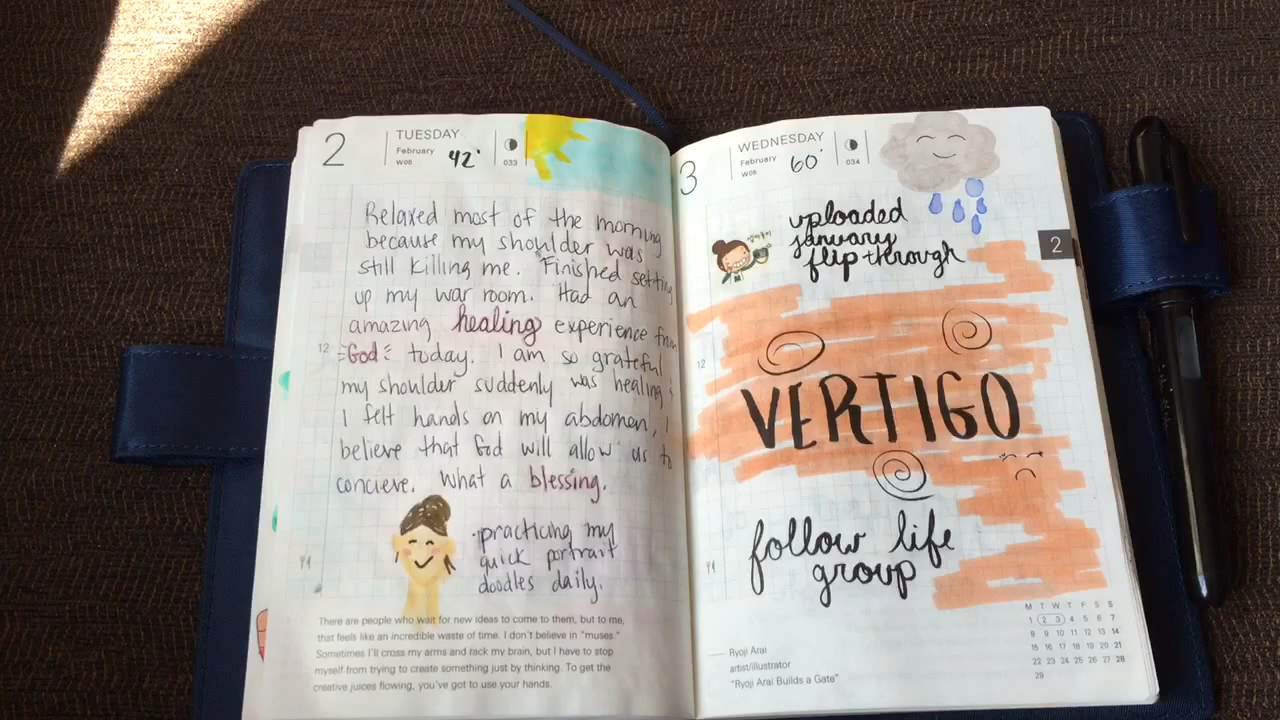 2
TUESDAY
February
W05
42°
033
Relaxed most of the morning
because my shoulder was
still killing me. Finished setting
up my war room. Had an
amazing healing experience from
God today. I am so grateful
my shoulder suddenly was healing &
I felt hands on my abdomen, I
believe that God will allow us to
concieve. What a blessing.
·practicing my
quick portrait
doodles daily.
12
There are people who wait for new ideas to come to them, but to me,
that feels like an incredible waste of time. I don't believe in "muses."
Sometimes I'll cross my arms and rack my brain, but I have to stop
myself from trying to create something just by thinking. To get the
creative juices flowing, you've got to use your hands.
3
WEDNESDAY
February
W05
60°
034
uploaded
january
flip through
2
12
VERTIGO
follow life
group
Ryoji Arai
artist/illustrator
"Ryoji Arai Builds a Gate"
M T W T F S S
1 2 3 4 5 6 7
8 9 10 11 12 13 14
15 16 17 18 19 20 21
22 23 24 25 26 27 28
29